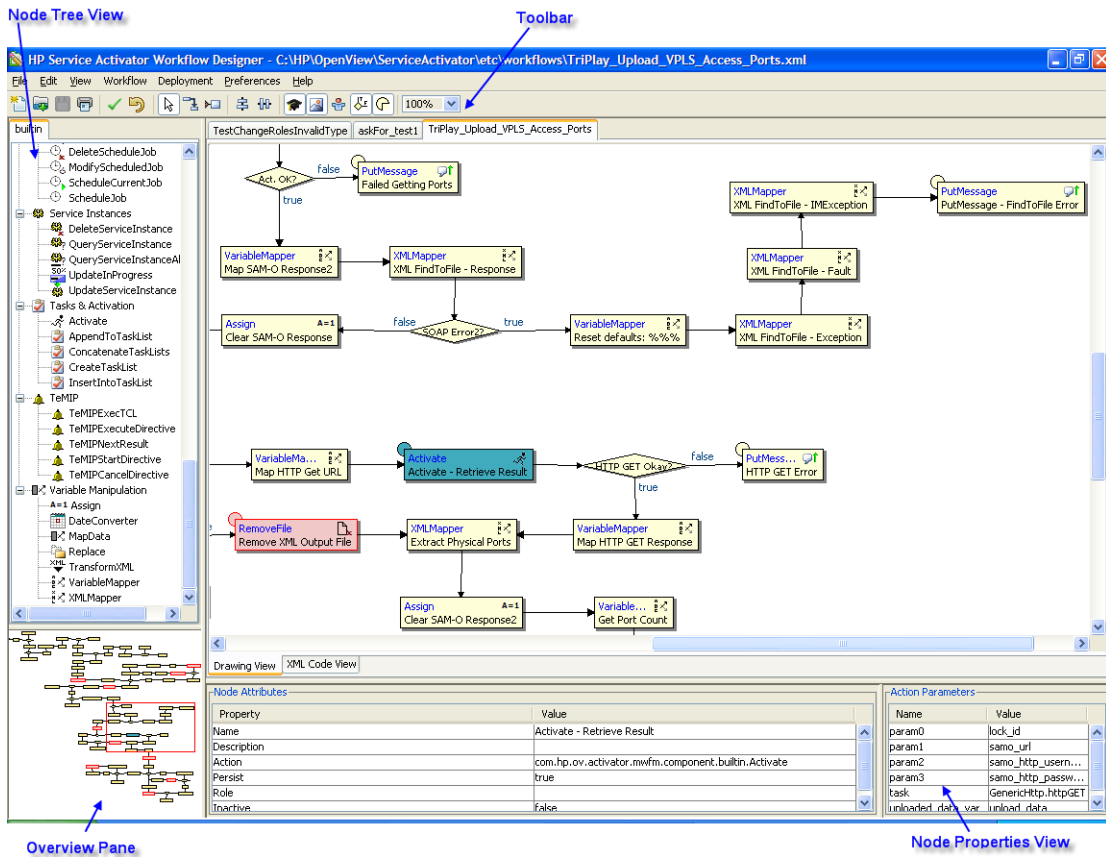 Node Tree View
Toolbar
HP Service Activator Workflow Designer - C:\HP\OpenView\ServiceActivator\etc\workflows\TriPlay_Upload_VPLS_Access_Ports.xml
File Edit View Workflow Deployment Preferences Help
100%
builtin
DeleteScheduleJob
ModifyScheduledJob
ScheduleCurrentJob
ScheduleJob
Service Instances
DeleteServiceInstance
QueryServiceInstance
QueryServiceInstanceAl
UpdateInProgress
UpdateServiceInstance
Tasks & Activation
Activate
AppendToTaskList
ConcatenateTaskLists
CreateTaskList
InsertIntoTaskList
TeMIP
TeMIPExecTCL
TeMIPExecuteDirective
TeMIPNextResult
TeMIPStartDirective
TeMIPCancelDirective
Variable Manipulation
A=1 Assign
DateConverter
MapData
Replace
XML TransformXML
VariableMapper
XMLMapper
TestChangeRolesInvalidType askFor_test1 TriPlay_Upload_VPLS_Access_Ports
Act. OK?
false
true
PutMessage
Failed Getting Ports
XMLMapper
XML FindToFile - IMException
PutMessage
PutMessage - FindToFile Error
VariableMapper
Map SAM-O Response2
XMLMapper
XML FindToFile - Response
XMLMapper
XML FindToFile - Fault
Assign A=1
Clear SAM-O Response
false
SOAP Error??
true
VariableMapper
Reset defaults: %%%
XMLMapper
XML FindToFile - Exception
VariableMa...
Map HTTP Get URL
Activate
Activate - Retrieve Result
HTTP GET Okay?
false
true
PutMess...
HTTP GET Error
RemoveFile
Remove XML Output File
XMLMapper
Extract Physical Ports
VariableMapper
Map HTTP GET Response
Assign A=1
Clear SAM-O Response2
Variable...
Get Port Count
Drawing View XML Code View
Node Attributes
Property Value
Name Activate - Retrieve Result
Description
Action com.hp.ov.activator.mwfm.component.builtin.Activate
Persist true
Role
Inactive false
Action Parameters
Name Value
param0 lock_id
param1 samo_url
param2 samo_http_usern...
param3 samo_http_passw...
task GenericHttp.httpGET
uploaded_data_var upload_data
Overview Pane
Node Properties View